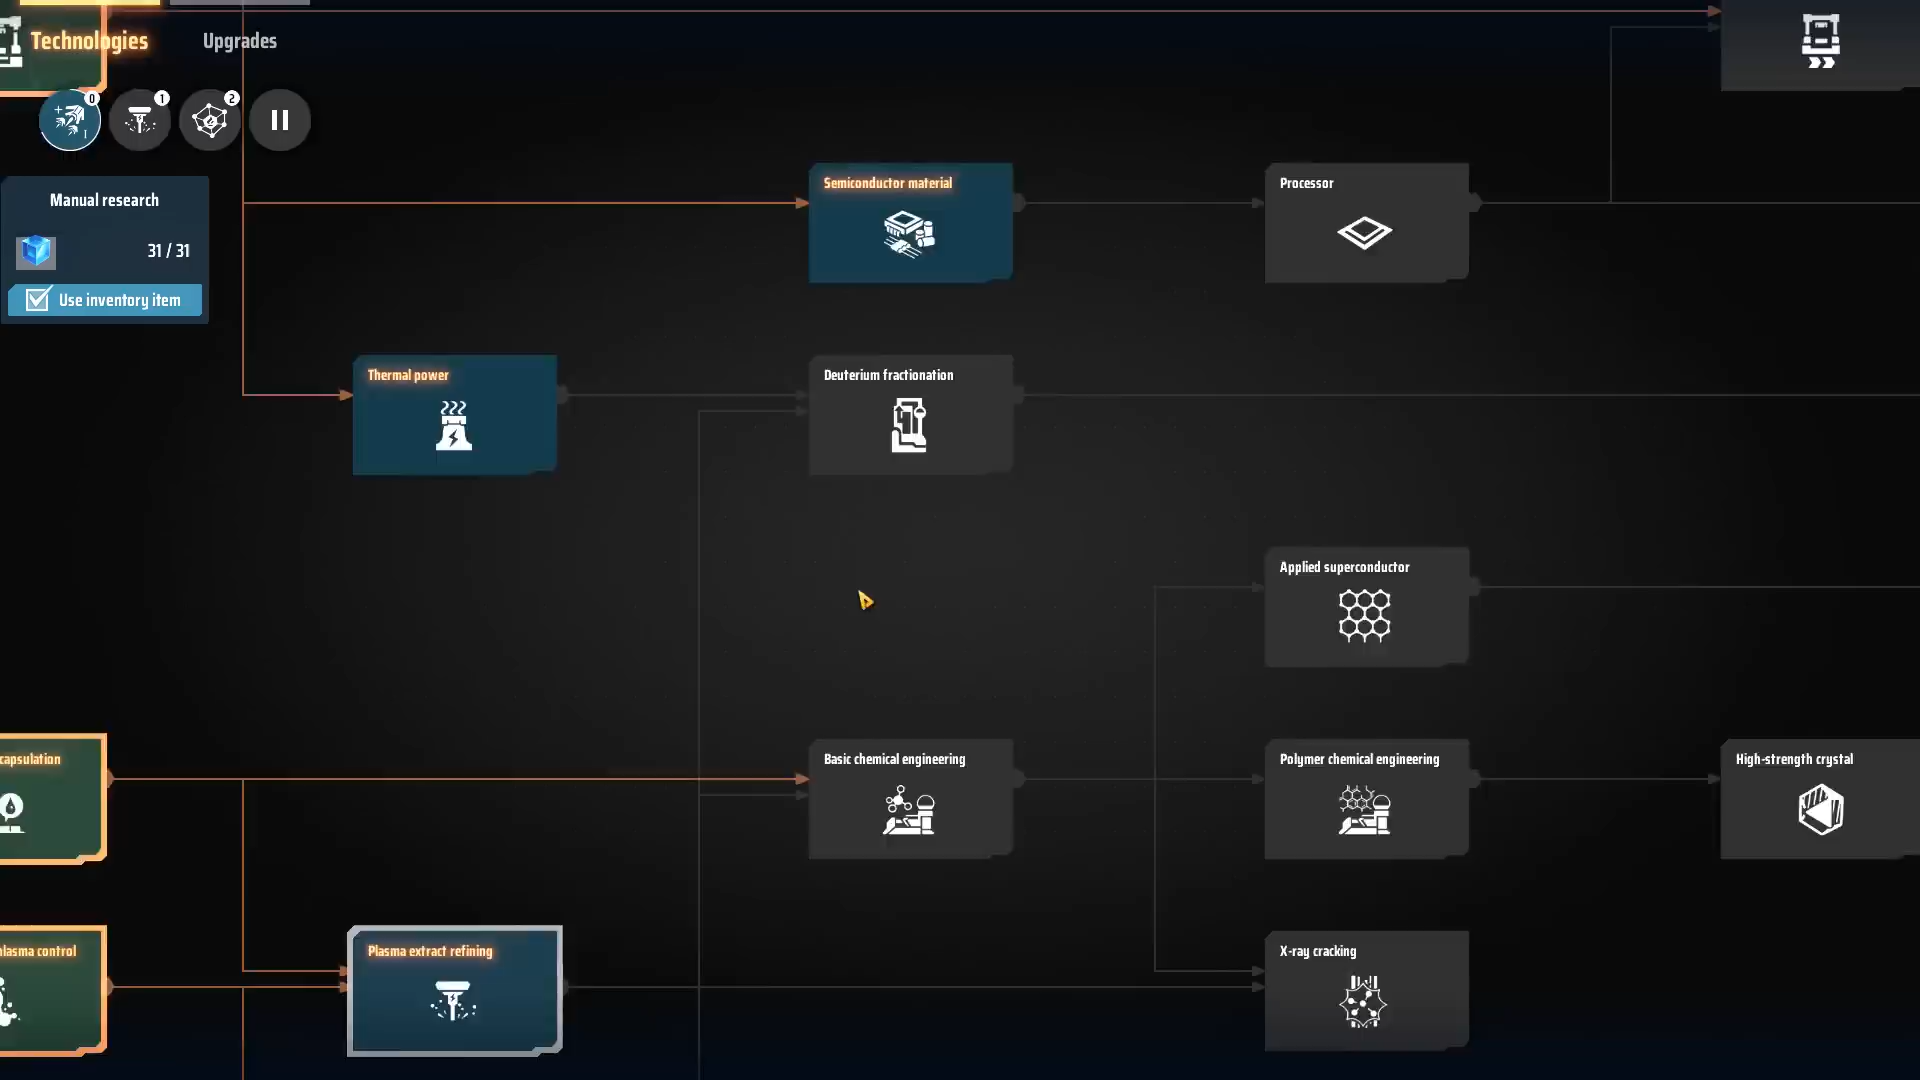 Technologies
Upgrades
0
1
2
I
Manual research
31 / 31
Use inventory item
Semiconductor material
Processor
Thermal power
Deuterium fractionation
Applied superconductor
capsulation
Basic chemical engineering
Polymer chemical engineering
High-strength crystal
plasma control
Plasma extract refining
X-ray cracking